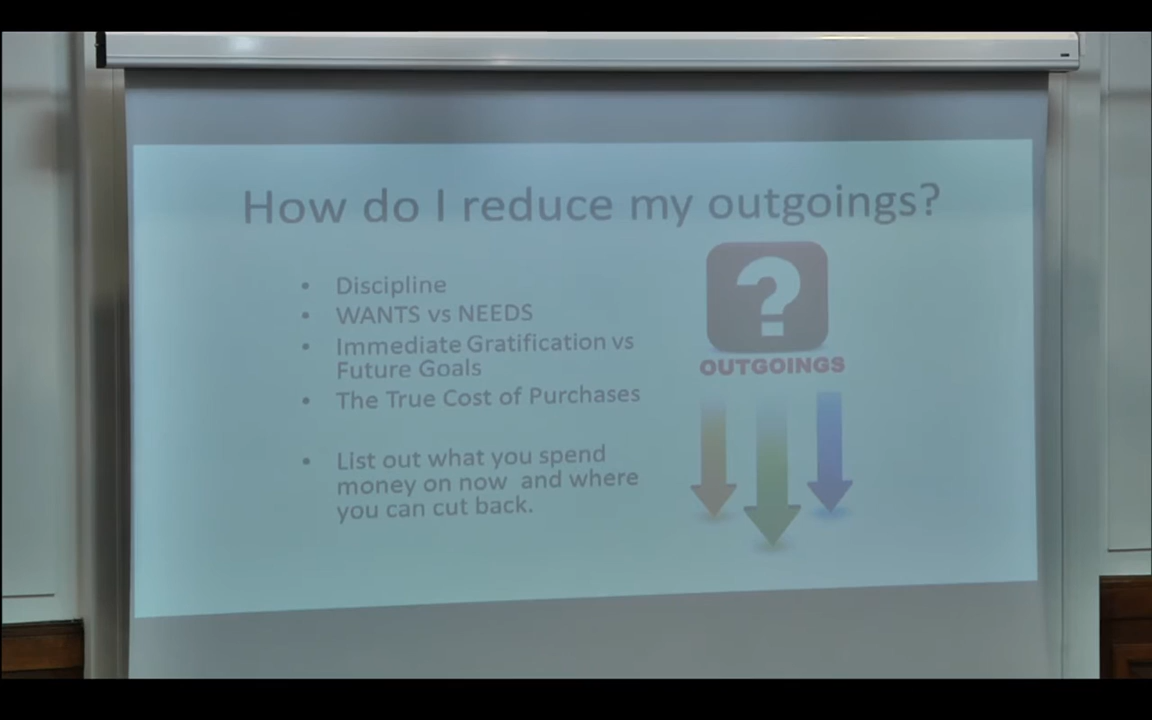 How do I reduce my outgoings?
• Discipline
• WANTS vs NEEDS
• Immediate Gratification vs
Future Goals
• The True Cost of Purchases
• List out what you spend
money on now and where
you can cut back.
?
OUTGOINGS